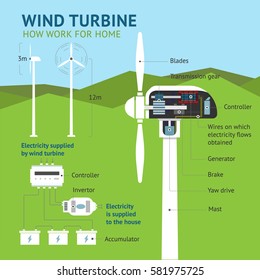 WIND TURBINE
HOW WORK FOR HOME
3m
12m
Electricity supplied
by wind turbine
Controller
Invertor
Electricity
is supplied
to the house
Accumulator
Blades
Transmission gear
Controller
Wires on which
electricity flows
obtained
Generator
Brake
Yaw drive
Mast
shutterstock.com · 581975725